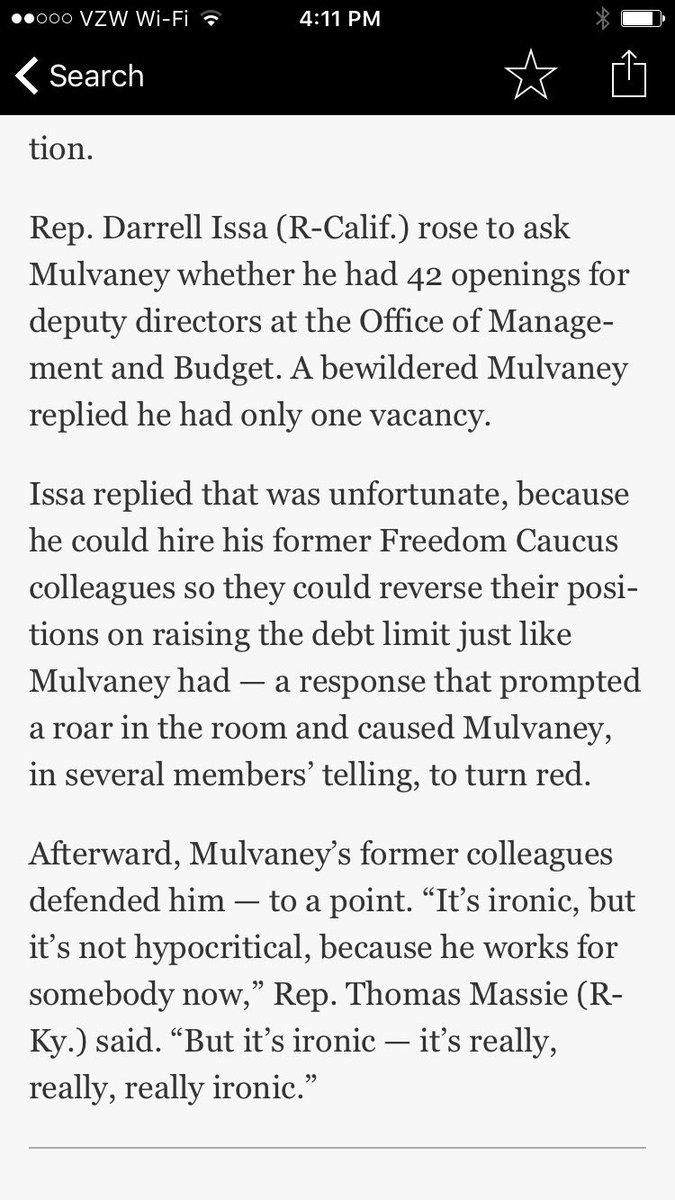 VZW Wi-Fi 4:11 PM
Search
tion.
Rep. Darrell Issa (R-Calif.) rose to ask
Mulvaney whether he had 42 openings for
deputy directors at the Office of Manage-
ment and Budget. A bewildered Mulvaney
replied he had only one vacancy.
Issa replied that was unfortunate, because
he could hire his former Freedom Caucus
colleagues so they could reverse their posi-
tions on raising the debt limit just like
Mulvaney had — a response that prompted
a roar in the room and caused Mulvaney,
in several members’ telling, to turn red.
Afterward, Mulvaney’s former colleagues
defended him — to a point. “It’s ironic, but
it’s not hypocritical, because he works for
somebody now,” Rep. Thomas Massie (R-
Ky.) said. “But it’s ironic — it’s really,
really, really ironic.”